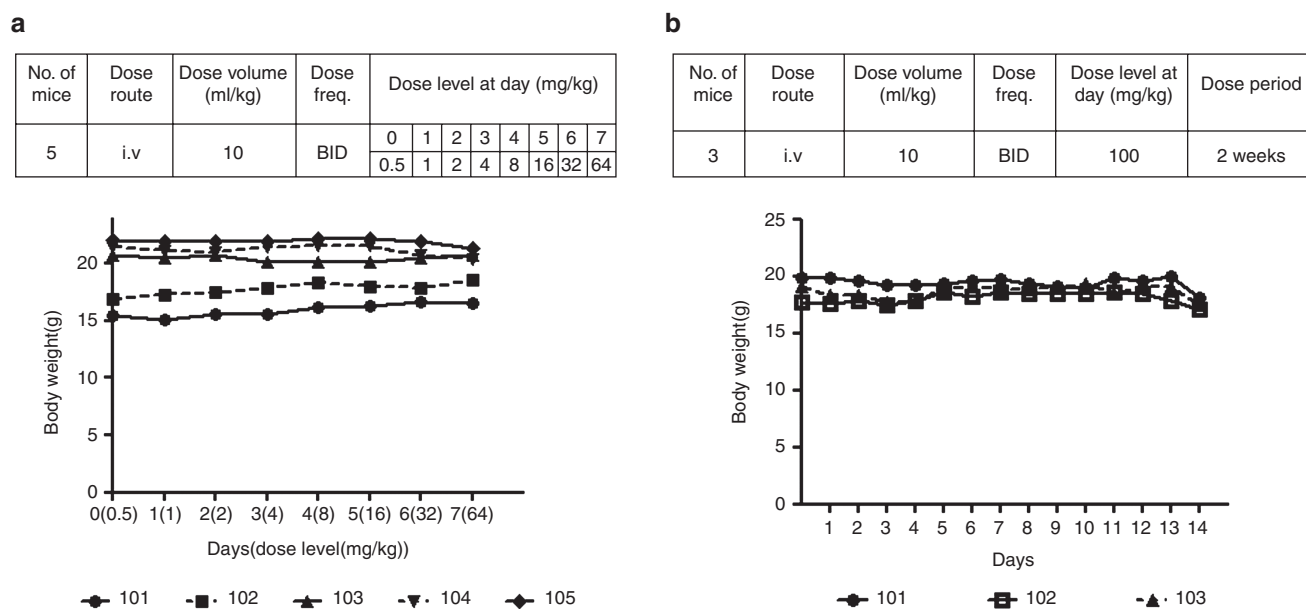 a
No. of mice Dose route Dose volume (ml/kg) Dose freq. Dose level at day (mg/kg)
5 i.v 10 BID
0 1 2 3 4 5 6 7
0.5 1 2 4 8 16 32 64
Body weight(g)
20
15
10
5
0
0(0.5) 1(1) 2(2) 3(4) 4(8) 5(16) 6(32) 7(64)
Days(dose level(mg/kg))
101 102 103 104 105
b
No. of mice Dose route Dose volume (ml/kg) Dose freq. Dose level at day (mg/kg) Dose period
3 i.v 10 BID 100 2 weeks
Body weight(g)
25
20
15
10
5
0
1 2 3 4 5 6 7 8 9 10 11 12 13 14
Days
101 102 103